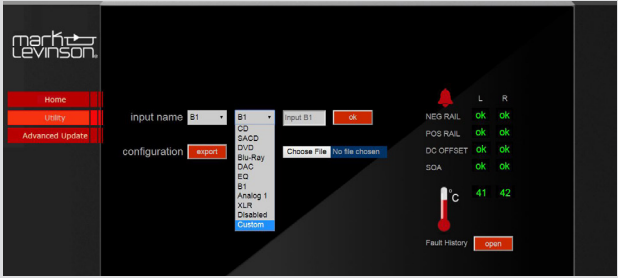 mark
Levinson®
Home
Utility
Advanced Update
input name B1 B1 Input B1 ok
CD
SACD
DVD
Blu-Ray
DAC
EQ
B1
Analog 1
XLR
Disabled
Custom
configuration export Choose File No file chosen
L R
NEG RAIL ok ok
POS RAIL ok ok
DC OFFSET ok ok
SOA ok ok
°C 41 42
Fault History open